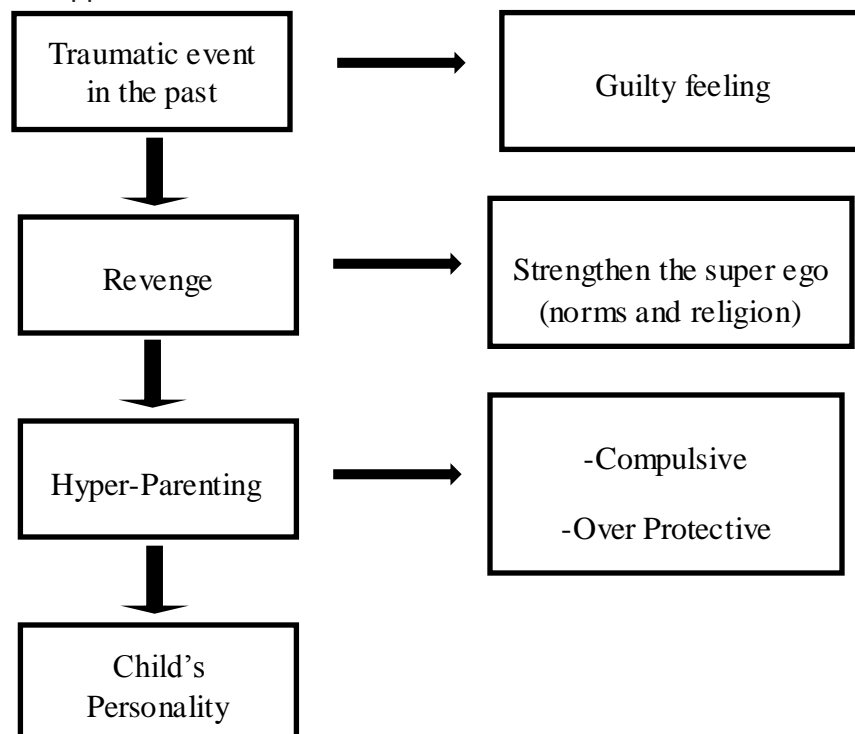 Traumatic event
in the past
Guilty feeling
Revenge
Strengthen the super ego
(norms and religion)
Hyper-Parenting
-Compulsive
-Over Protective
Child’s
Personality